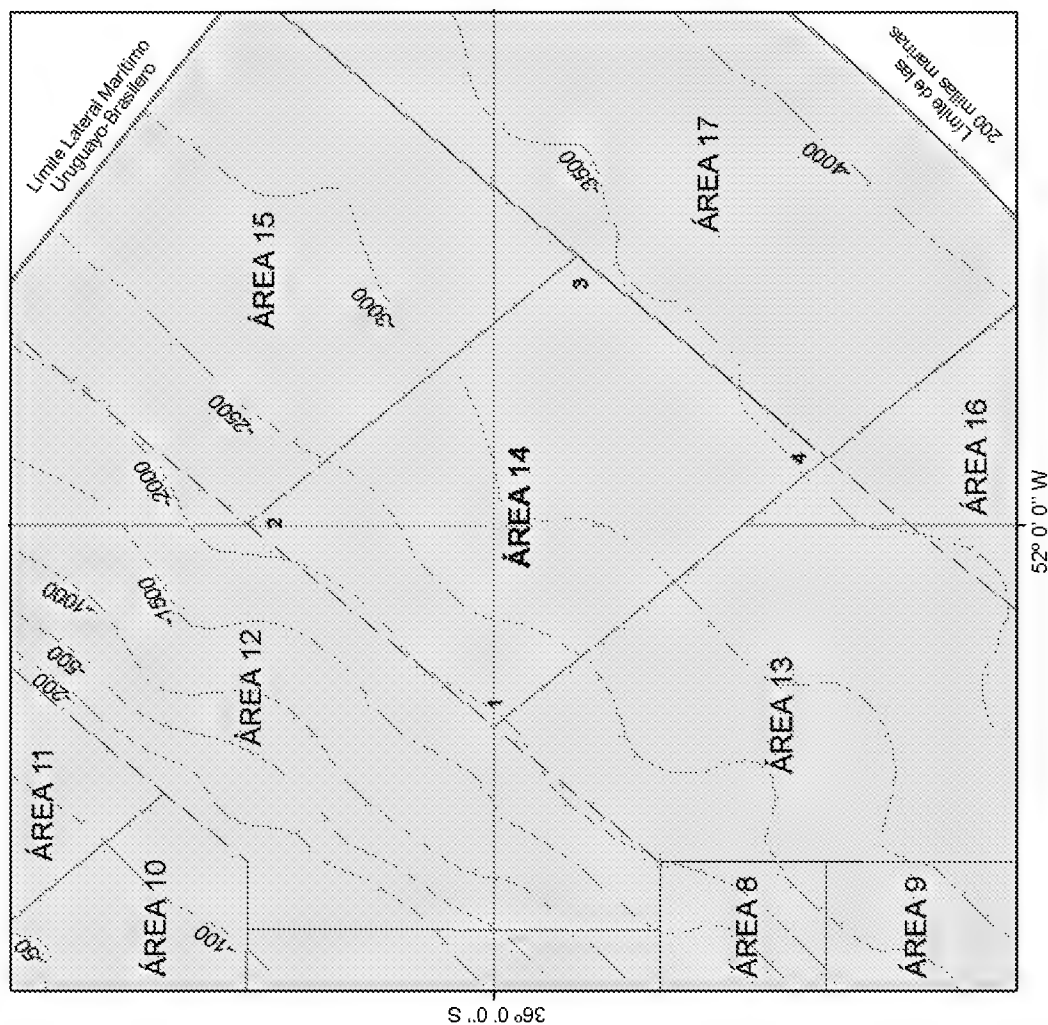 Límite Lateral Marítimo
Uruguayo-Brasilero
ÁREA 11
-200
-500
-1000
-1500
-2000
-2500
-3000
ÁREA 15
-50
ÁREA 10
-100
ÁREA 12
2
3
-3500
ÁREA 17
-4000
Límite de las
200 millas marinas
36º 0' 0" S
1
ÁREA 14
4
ÁREA 13
ÁREA 8
ÁREA 9
ÁREA 16
52º 0' 0" W